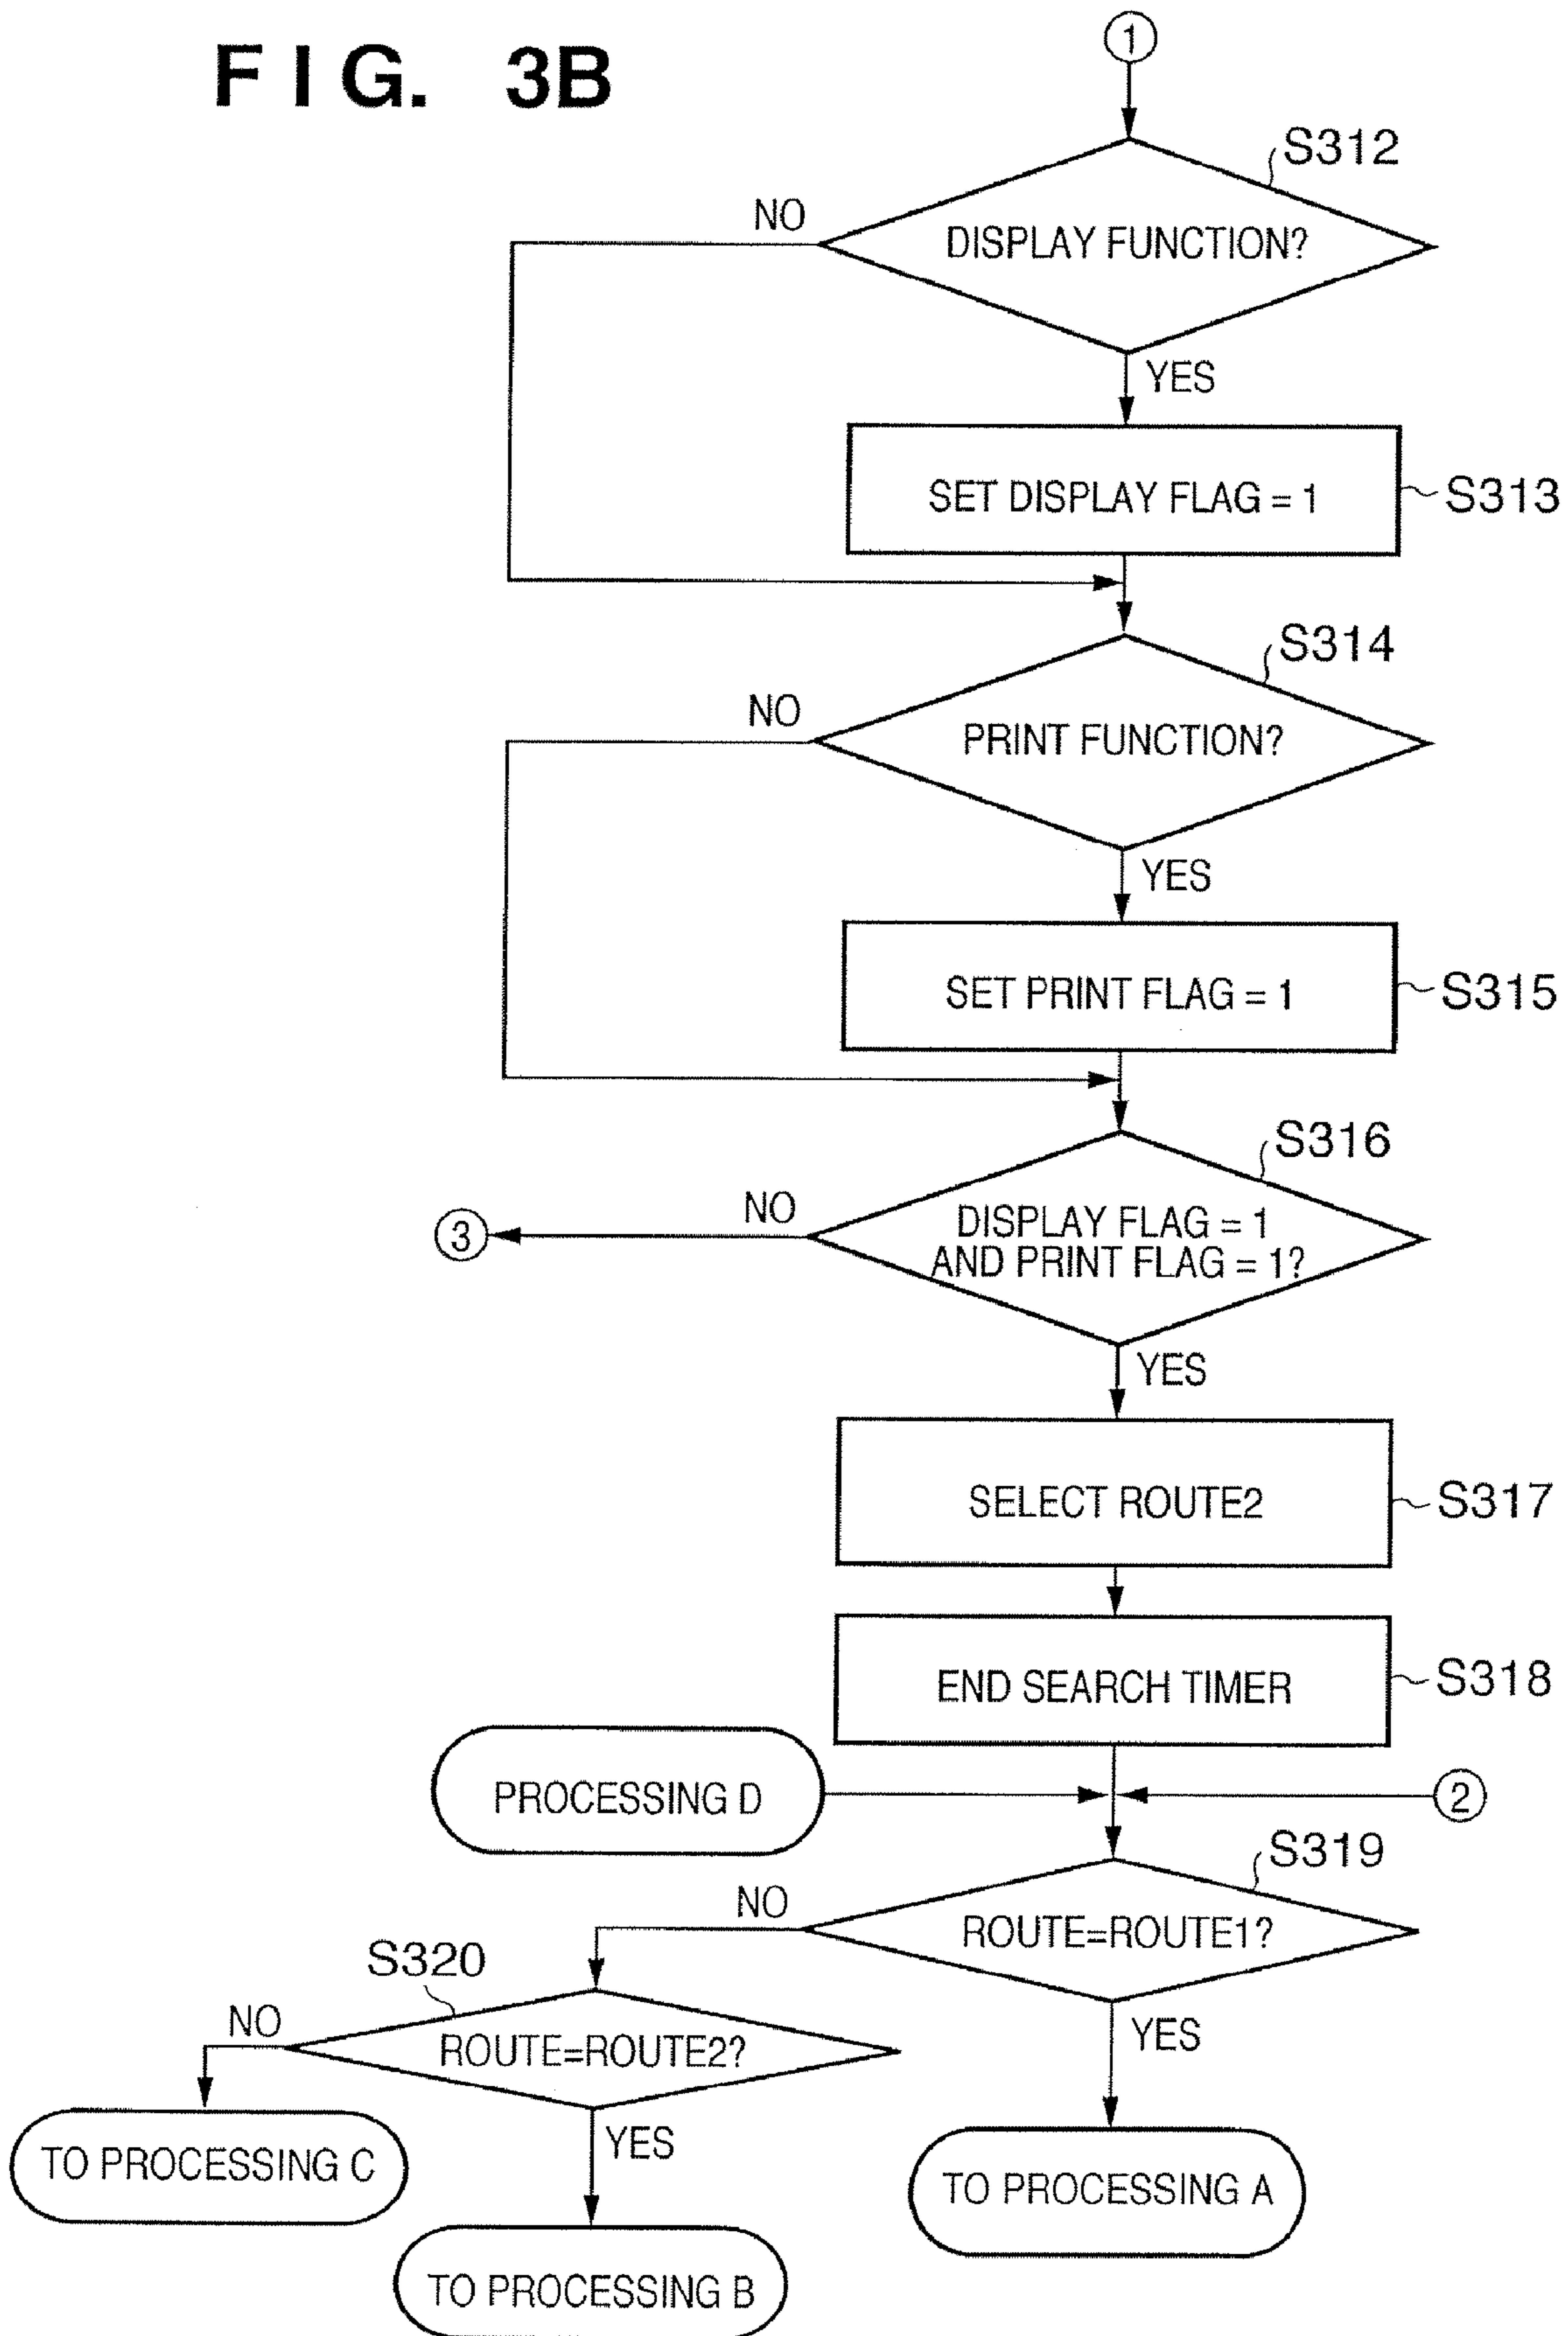 FIG. 3B
1
S312
NO
DISPLAY FUNCTION?
YES
SET DISPLAY FLAG = 1
S313
S314
NO
PRINT FUNCTION?
YES
SET PRINT FLAG = 1
S315
S316
NO
3
DISPLAY FLAG = 1
AND PRINT FLAG = 1?
YES
SELECT ROUTE2
S317
END SEARCH TIMER
S318
PROCESSING D
2
S319
NO
ROUTE=ROUTE1?
S320
NO
ROUTE=ROUTE2?
YES
YES
TO PROCESSING C
TO PROCESSING A
TO PROCESSING B